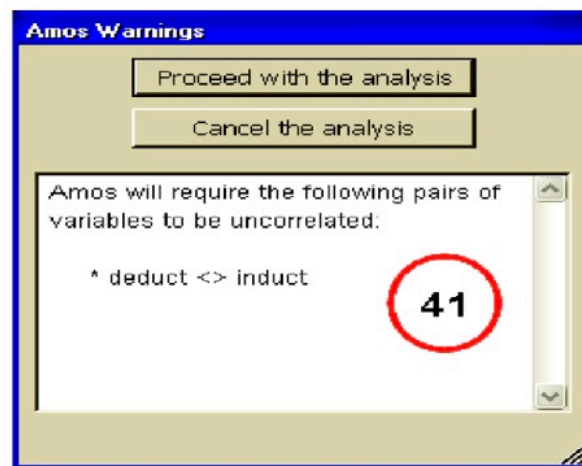 Amos Warnings
Proceed with the analysis
Cancel the analysis
Amos will require the following pairs of
variables to be uncorrelated:
* deduct <> induct
41